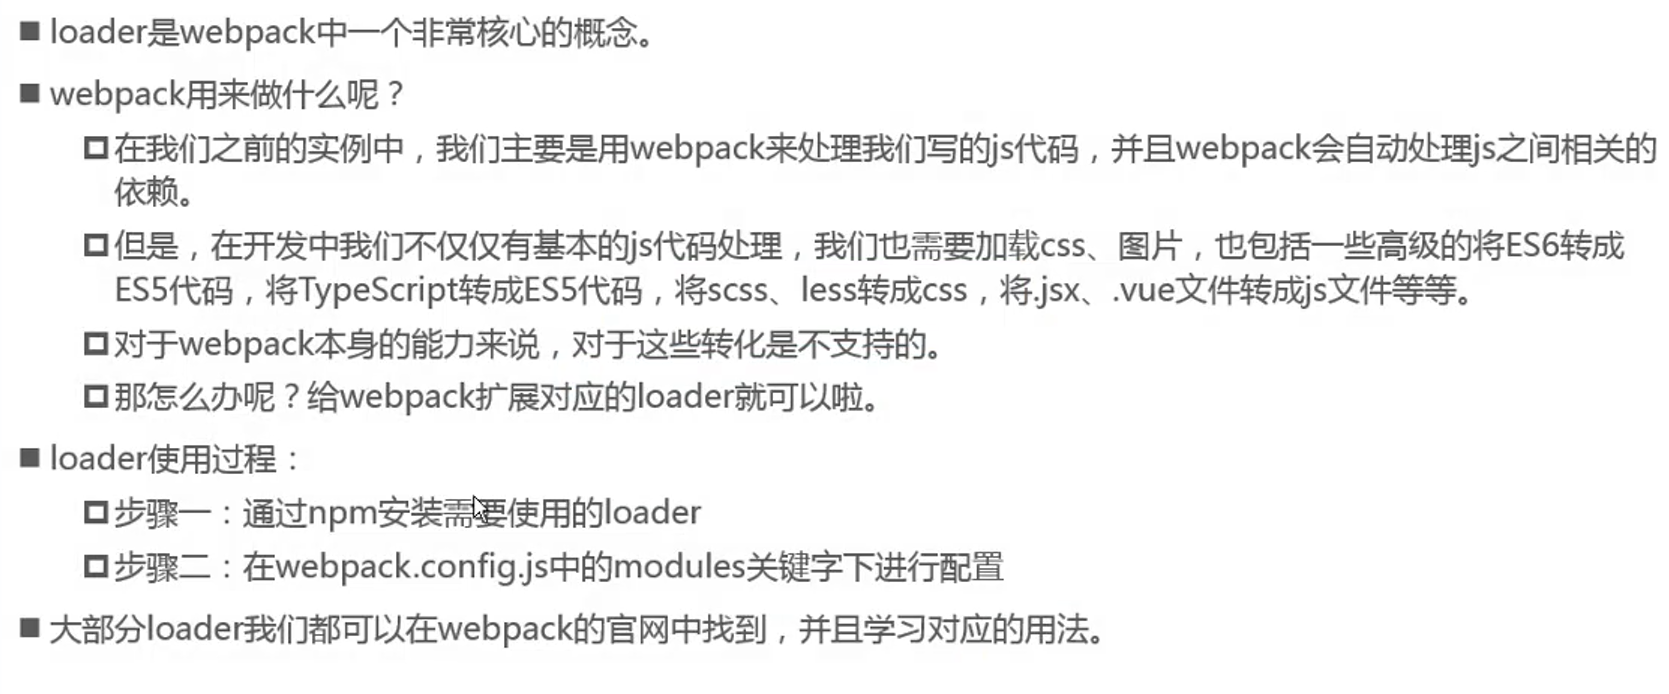 ■ loader是webpack中一个非常核心的概念。
■ webpack用来做什么呢？
在我们之前的实例中，我们主要是用webpack来处理我们写的js代码，并且webpack会自动处理js之间相关的
依赖。
但是，在开发中我们不仅仅有基本的js代码处理，我们也需要加载css、图片，也包括一些高级的将ES6转成
ES5代码，将TypeScript转成ES5代码，将scss、less转成css，将.jsx、.vue文件转成js文件等等。
对于webpack本身的能力来说，对于这些转化是不支持的。
那怎么办呢？给webpack扩展对应的loader就可以啦。
■ loader使用过程：
步骤一：通过npm安装需要使用的loader
步骤二：在webpack.config.js中的modules关键字下进行配置
■ 大部分loader我们都可以在webpack的官网中找到，并且学习对应的用法。